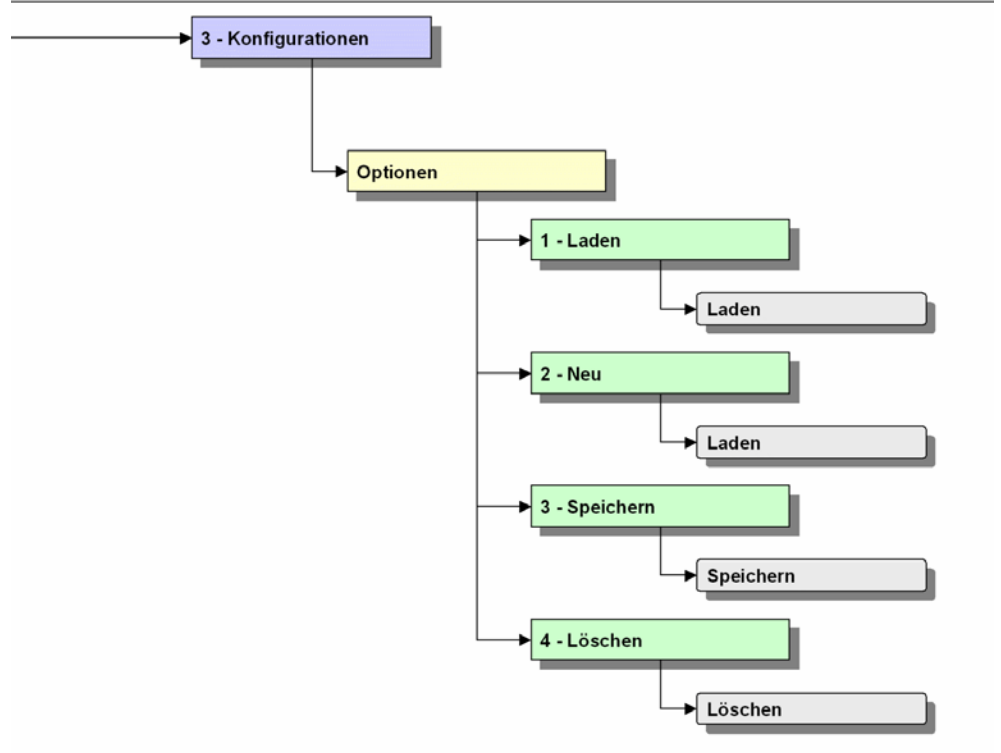 3 - Konfigurationen
Optionen
1 - Laden
Laden
2 - Neu
Laden
3 - Speichern
Speichern
4 - Löschen
Löschen